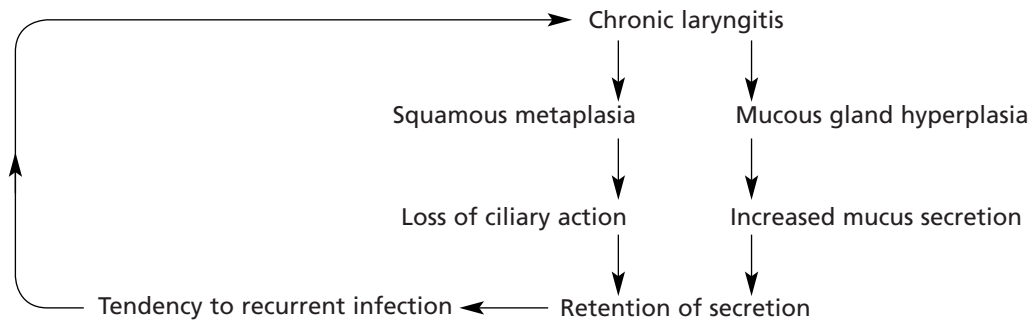 Chronic laryngitis
Squamous metaplasia
Mucous gland hyperplasia
Loss of ciliary action
Increased mucus secretion
Tendency to recurrent infection
Retention of secretion